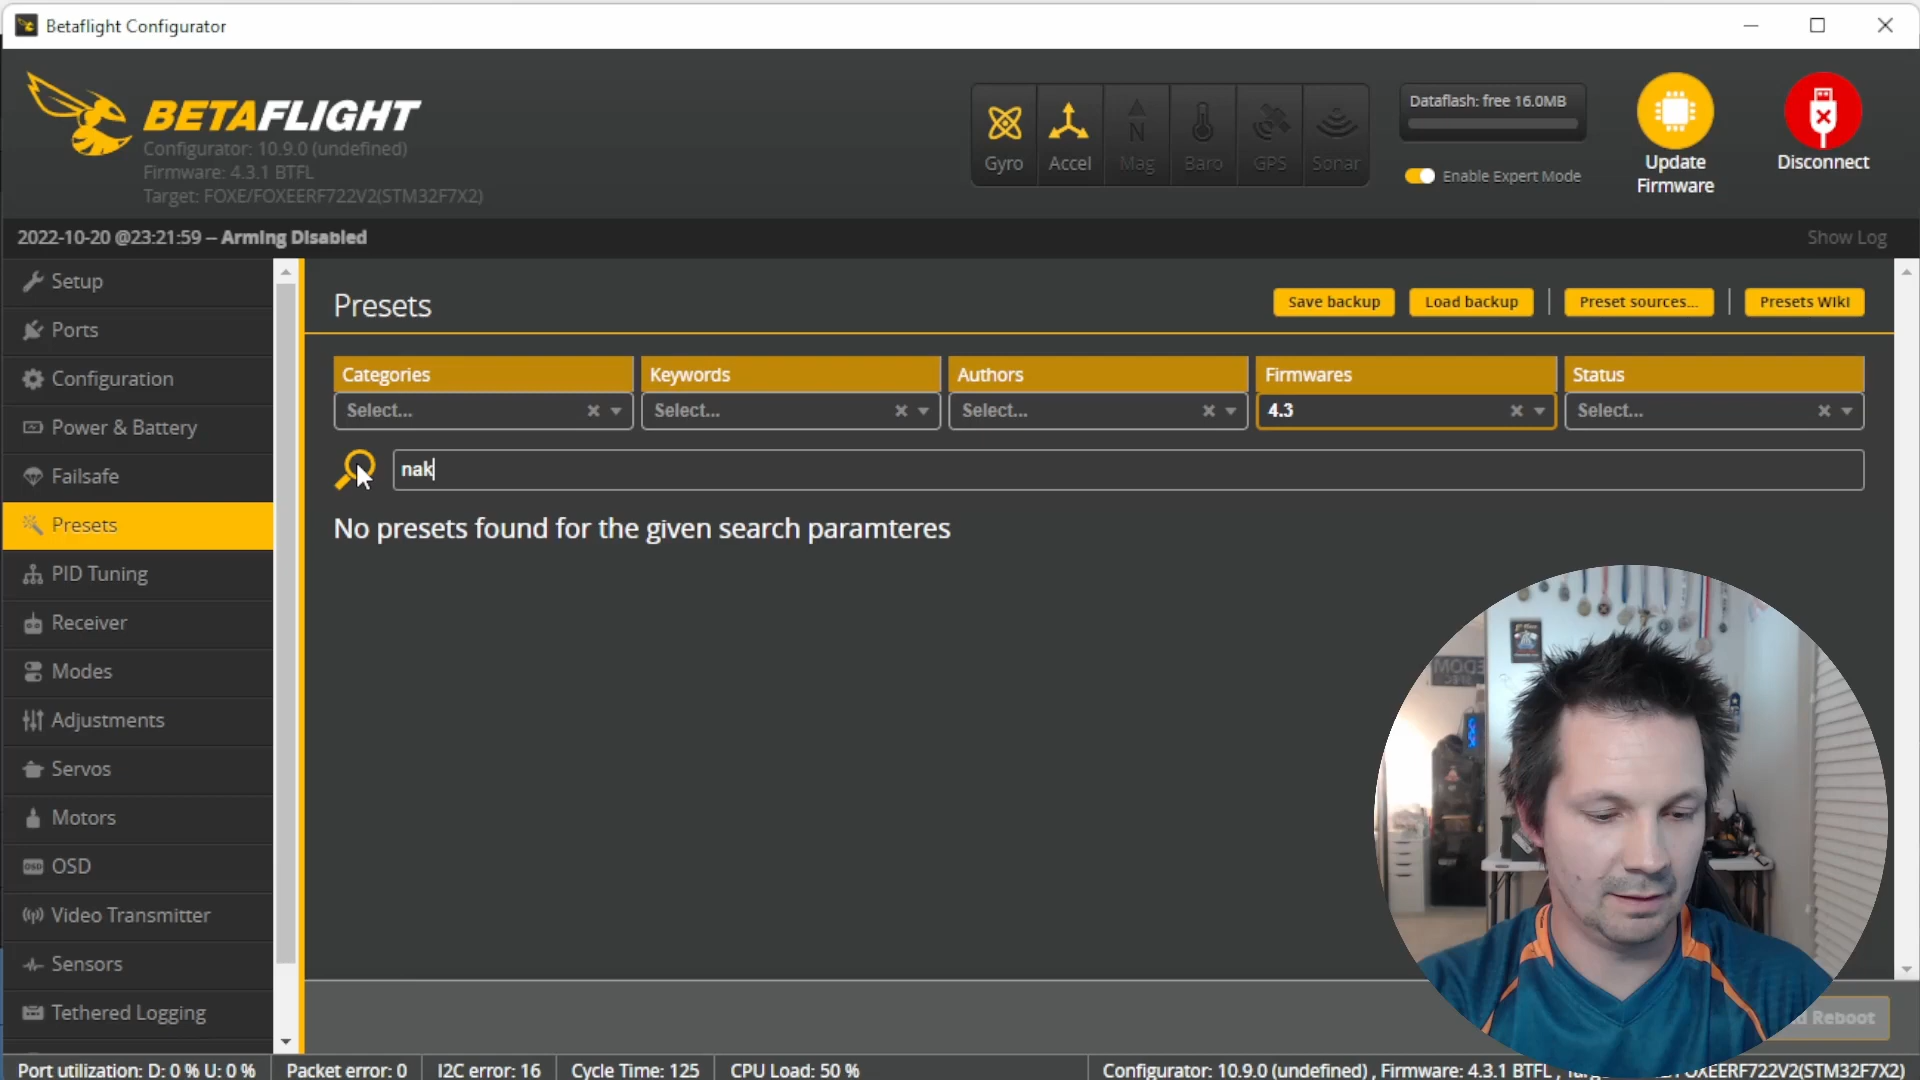 Betaflight Configurator
BETAFLIGHT
Configurator: 10.9.0 (undefined)
Firmware: 4.3.1 BTFL
Target: FOXE/FOXEERF722V2(STM32F7X2)
Gyro
Accel
N
Mag
Baro
GPS
Sonar
Dataflash: free 16.0MB
Enable Expert Mode
Update
Firmware
Disconnect
2022-10-20 @23:21:59 -- Arming Disabled
Show Log
Setup
Ports
Configuration
Power & Battery
Failsafe
Presets
PID Tuning
Receiver
Modes
Adjustments
Servos
Motors
OSD
OSD
Video Transmitter
Sensors
Tethered Logging
Presets
Save backup
Load backup
Preset sources...
Presets Wiki
Categories
Keywords
Authors
Firmwares
Status
Select...
Select...
Select...
4.3
Select...
nak
No presets found for the given search paramteres
d Reboot
Port utilization: D: 0 % U: 0 %
Packet error: 0
I2C error: 16
Cycle Time: 125
CPU Load: 50 %
Configurator: 10.9.0 (undefined) , Firmware: 4.3.1 BTFL , OXEERF722V2(STM32F7X2)